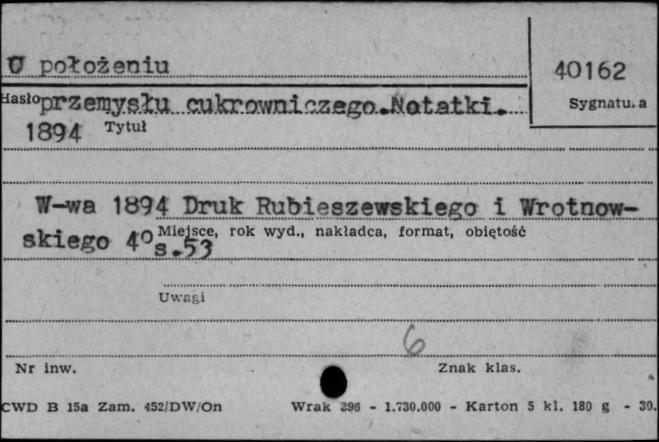 O położeniu
40162
Hasło przemysłu cukrowniczego.Notatki.
Sygnatura
1894 Tytuł
W-wa 1894 Druk Rubieszewskiego i Wrotnow-
skiego 4° s.53
Miejsce, rok wyd., nakładca, format, obiętość
Uwagi
6
Nr inw.
Znak klas.
CWD B 15a Zam. 452/DW/On Wrak 396 - 1.730.000 - Karton 5 kl. 180 g - 30.